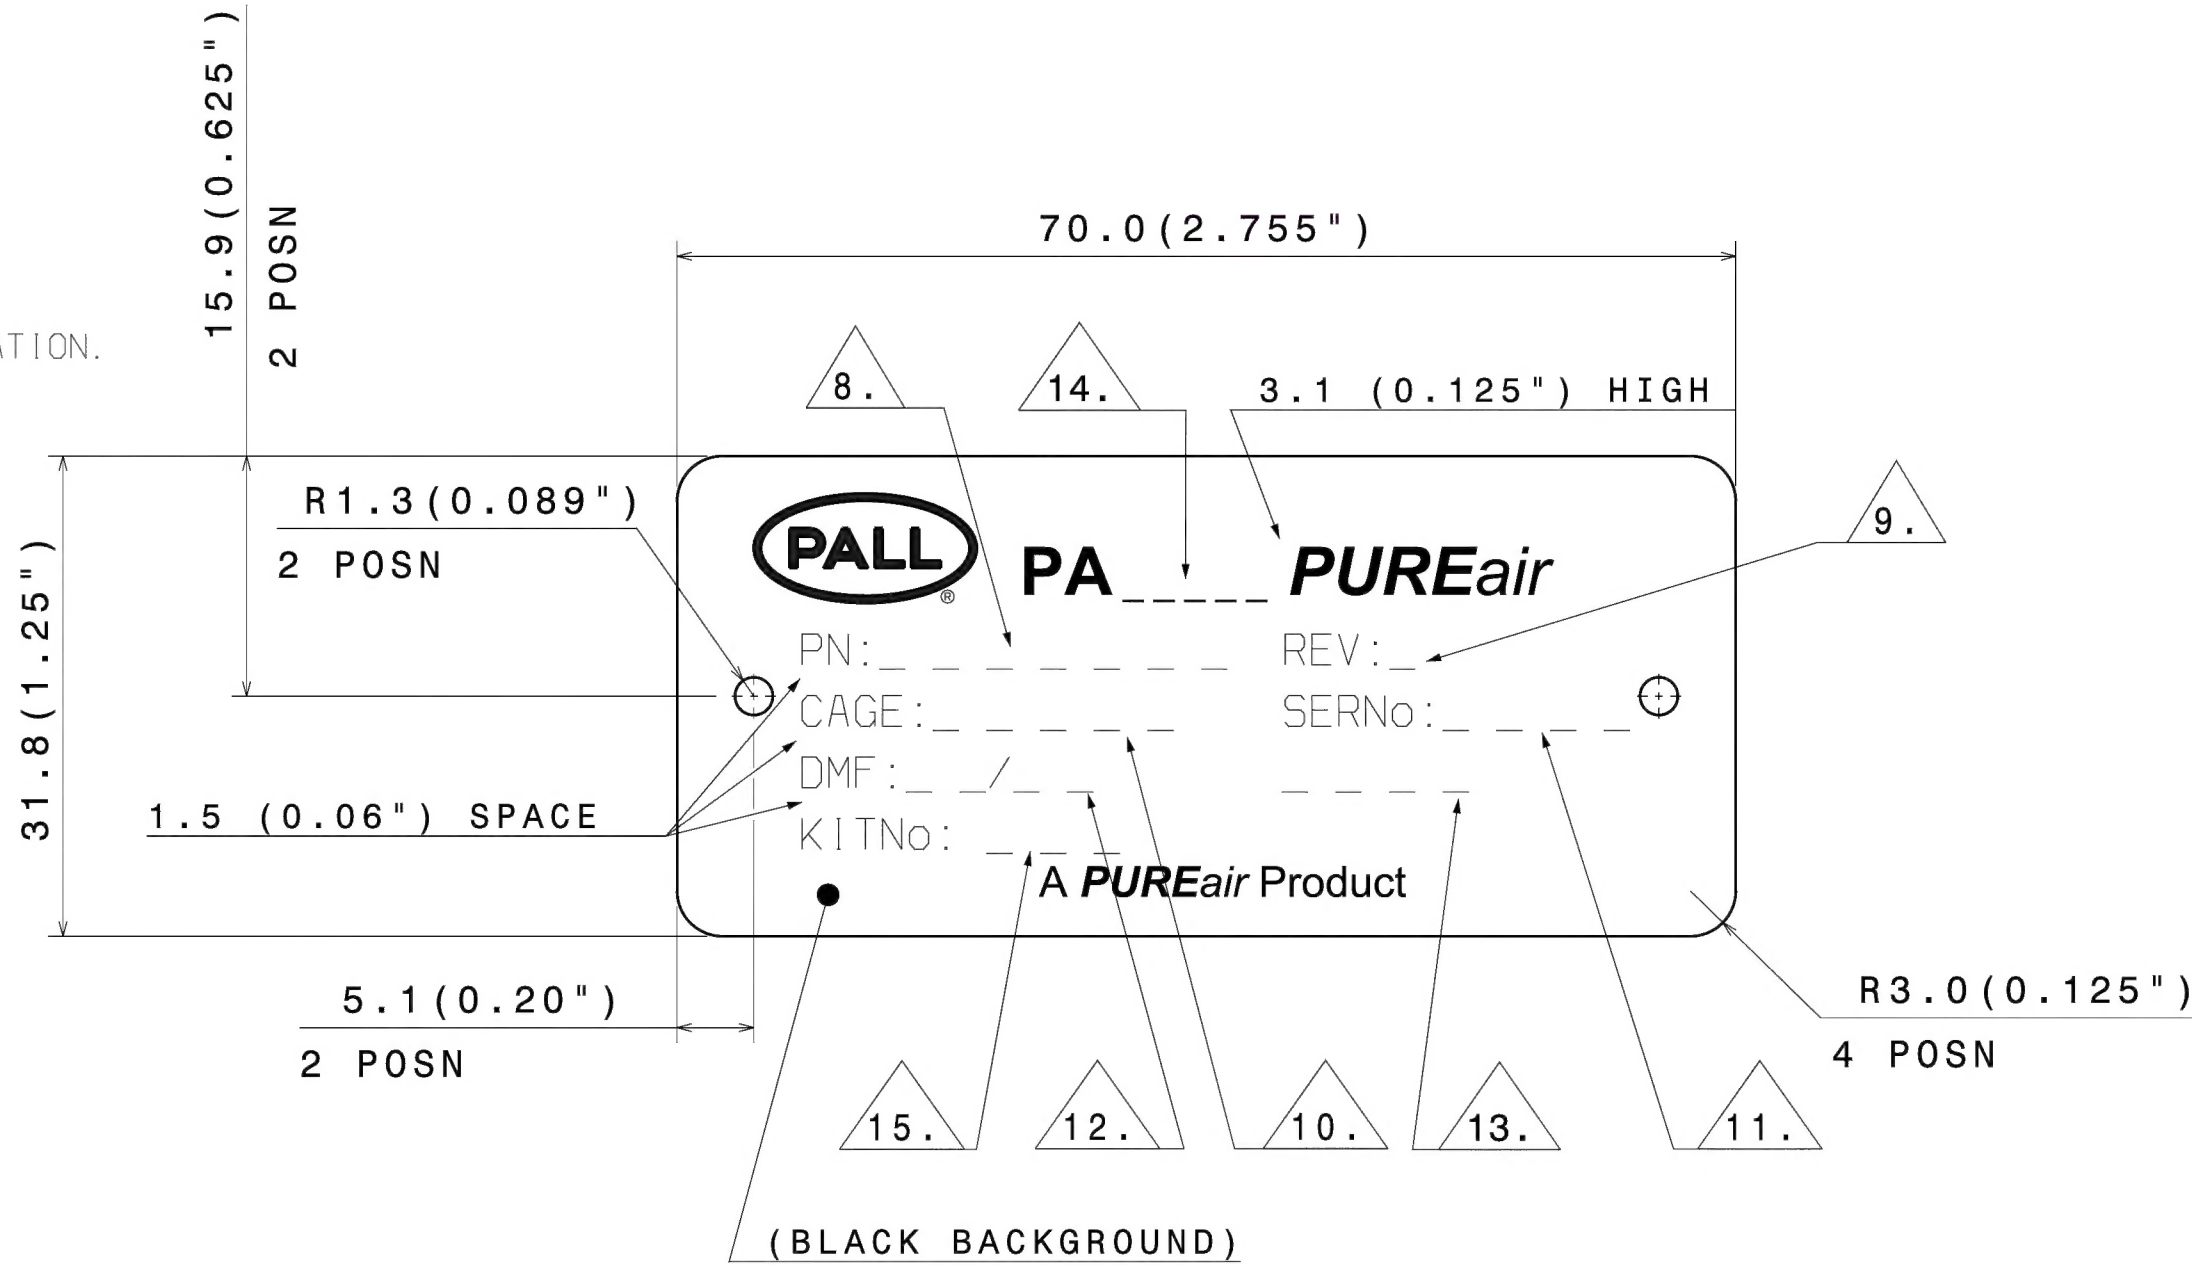 15.9(0.625")
2 POSN
70.0(2.755")
ATION.
8.
14.
3.1 (0.125") HIGH
R1.3(0.089")
2 POSN
9.
31.8(1.25")
PALL
®
PA_____ PUREair
PN:_ _ _ _ _ _ _ REV:_
CAGE:_ _ _ _ _ SERNo:_ _ _ _
DMF:_ _/_ _ _ _ _ _
1.5 (0.06") SPACE
KITNo: _ _ _
A PUREair Product
5.1(0.20")
2 POSN
R3.0(0.125")
4 POSN
15.
12.
10.
13.
11.
(BLACK BACKGROUND)